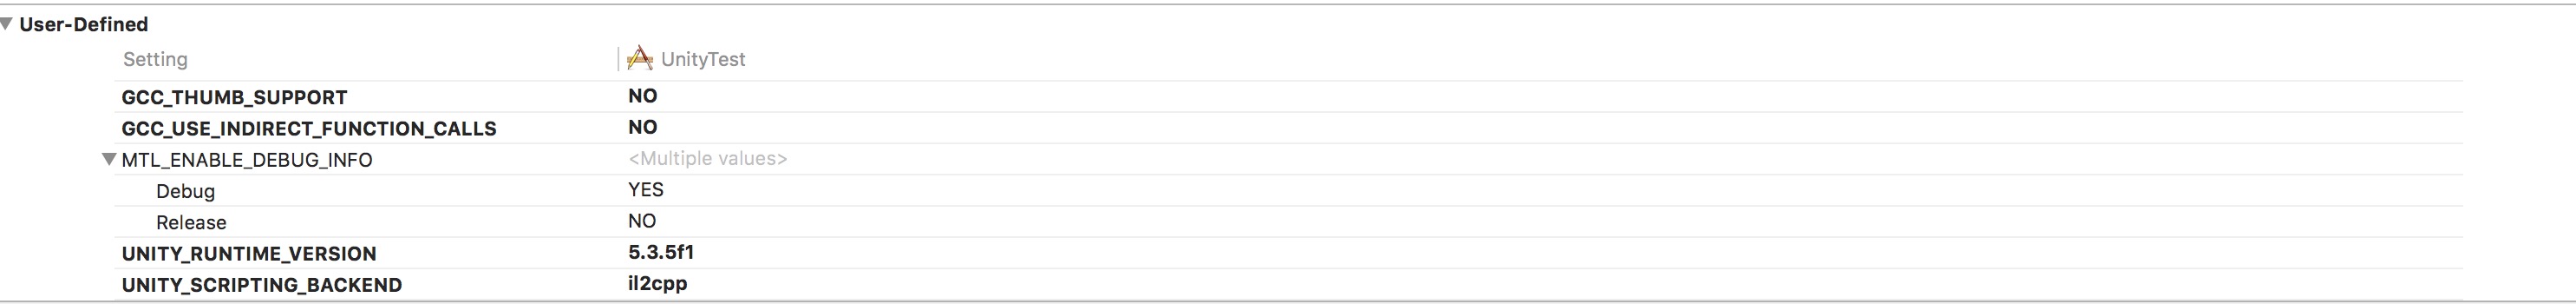 User-Defined
Setting UnityTest
GCC_THUMB_SUPPORT NO
GCC_USE_INDIRECT_FUNCTION_CALLS NO
MTL_ENABLE_DEBUG_INFO <Multiple values>
Debug YES
Release NO
UNITY_RUNTIME_VERSION 5.3.5f1
UNITY_SCRIPTING_BACKEND il2cpp